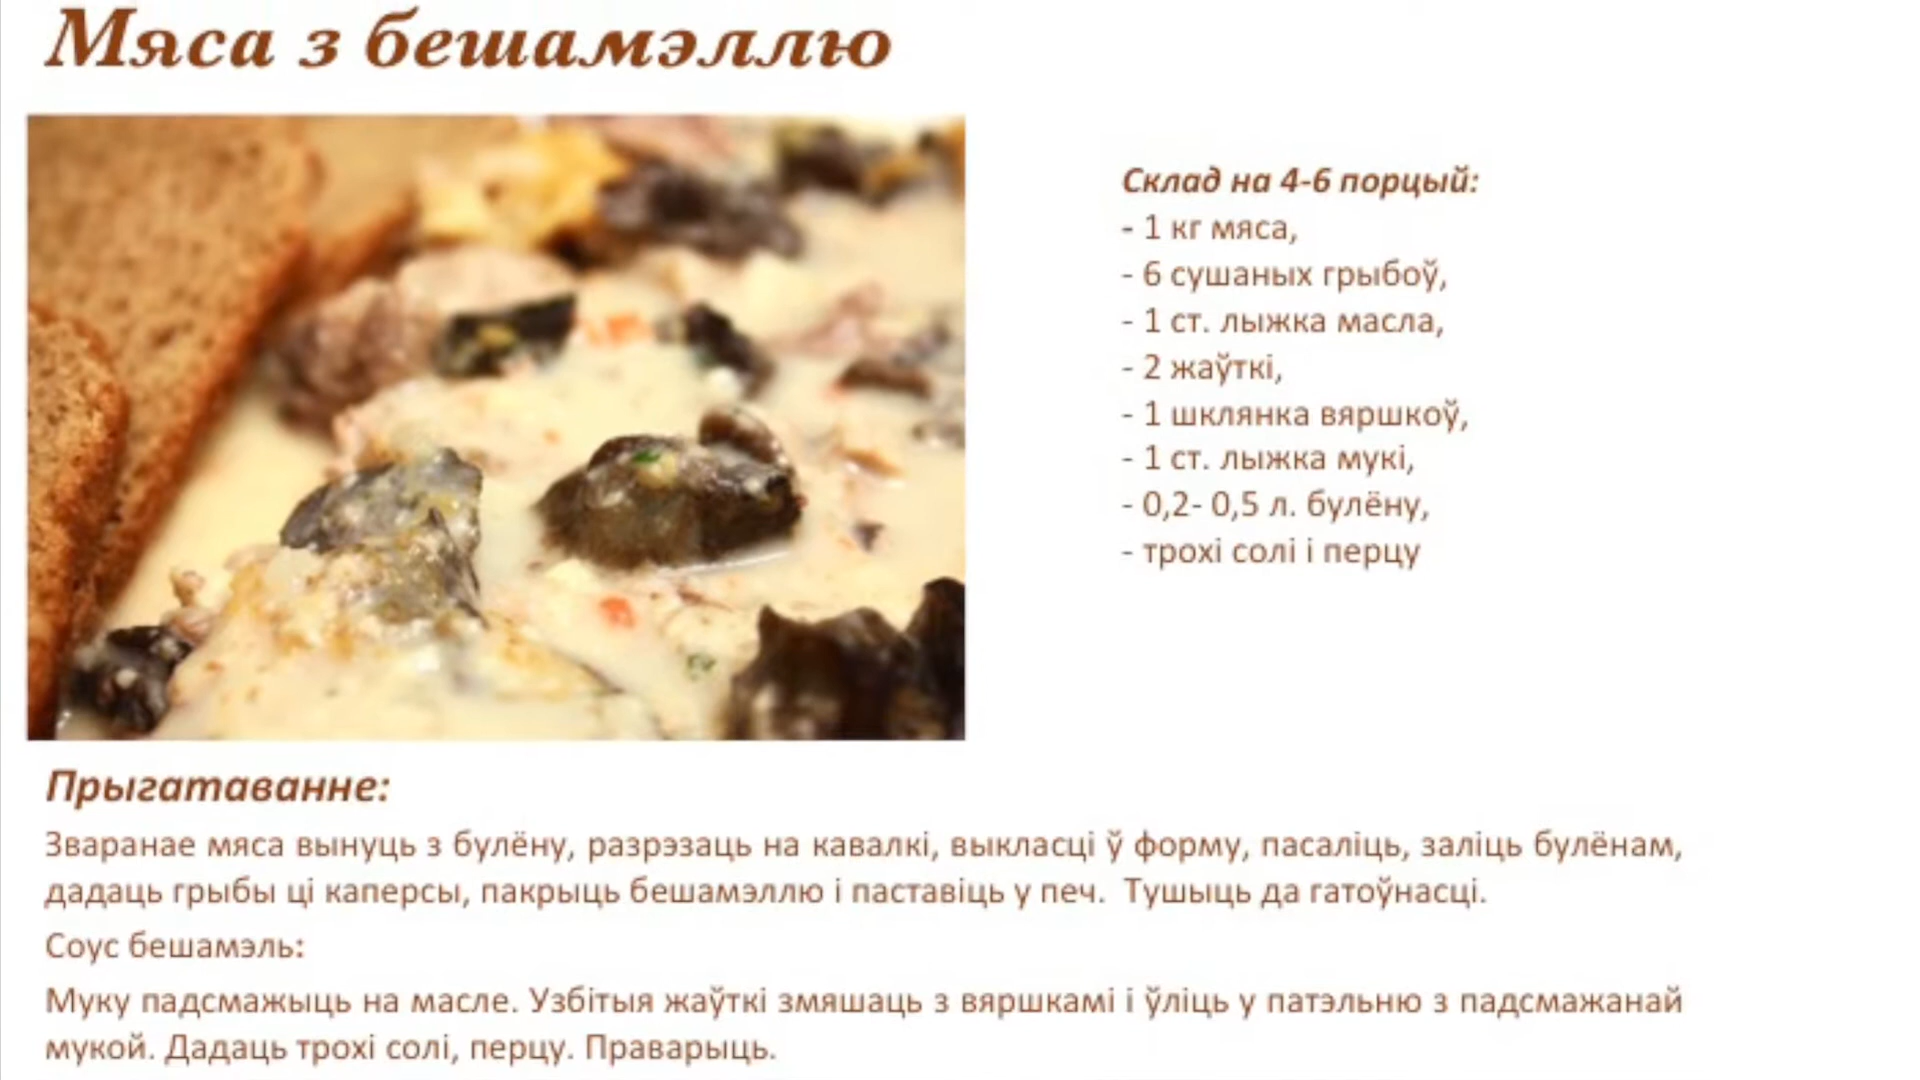 Мяса з бешамэллю
Склад на 4-6 порцый:
- 1 кг мяса,
- 6 сушаных грыбоў,
- 1 ст. лыжка масла,
- 2 жаўткі,
- 1 шклянка вяршкоў,
- 1 ст. лыжка мукі,
- 0,2- 0,5 л. булёну,
- трохі солі і перцу
Прыгатаванне:
Зваранае мяса вынуць з булёну, разрэзаць на кавалкі, выкласці ў форму, пасаліць, заліць булёнам,
дадаць грыбы ці каперсы, пакрыць бешамэллю і паставіць у печ. Тушыць да гатоўнасці.
Соус бешамэль:
Муку падсмажыць на масле. Узбітыя жаўткі змяшаць з вяршкамі і ўліць у патэльню з падсмажанай
мукой. Дадаць трохі солі, перцу. Праварыць.